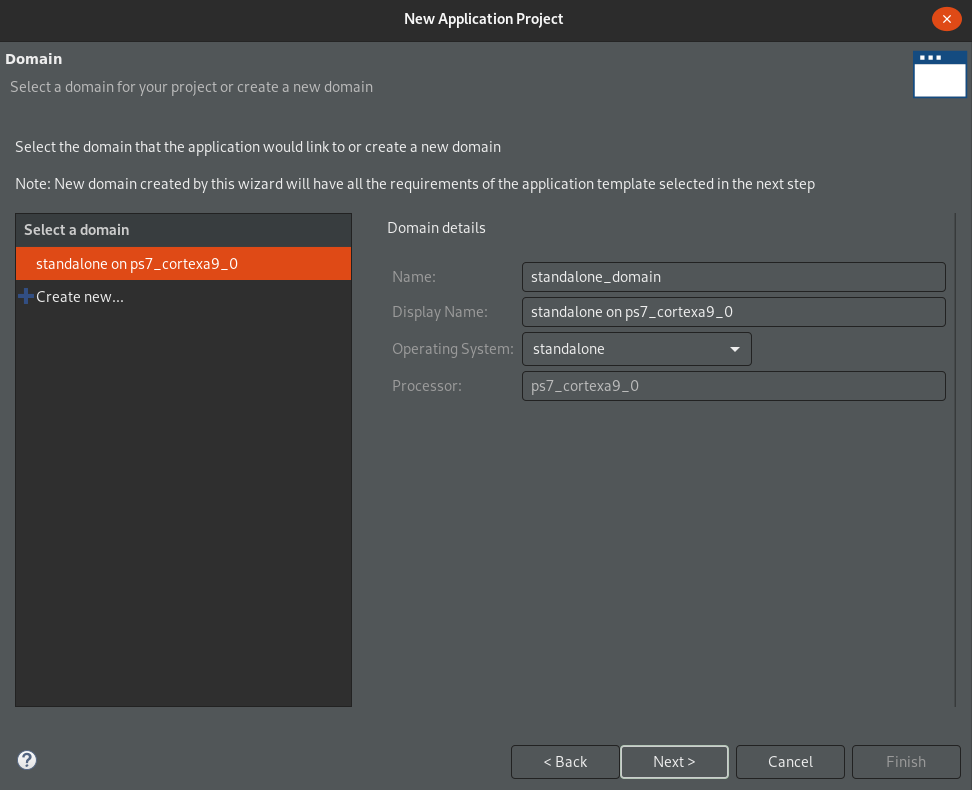 New Application Project
Domain
Select a domain for your project or create a new domain
Select the domain that the application would link to or create a new domain
Note: New domain created by this wizard will have all the requirements of the application template selected in the next step
Select a domain
standalone on ps7_cortexa9_0
Create new...
Domain details
Name: standalone_domain
Display Name: standalone on ps7_cortexa9_0
Operating System: standalone
Processor: ps7_cortexa9_0
?
< Back Next > Cancel Finish